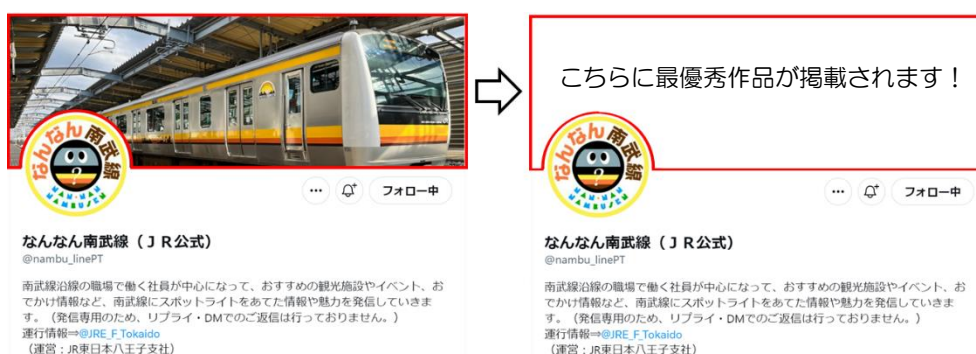 なんなん南武線
NAN-NAN
NAMBUSEN
?
フォロー中
なんなん南武線(JR公式)
@nambu_linePT
南武線沿線の職場で働く社員が中心になって、おすすめの観光施設やイベント、お
でかけ情報など、南武線にスポットライトをあてた情報や魅力を発信していきま
す。(発信専用のため、リプライ・DMでのご返信は行っておりません。)
運行情報⇒@JRE_F_Tokaido
(運営:JR東日本八王子支社)
こちらに最優秀作品が掲載されます!
なんなん南武線
NAN-NAN
NAMBUSEN
?
フォロー中
なんなん南武線(JR公式)
@nambu_linePT
南武線沿線の職場で働く社員が中心になって、おすすめの観光施設やイベント、お
でかけ情報など、南武線にスポットライトをあてた情報や魅力を発信していきま
す。(発信専用のため、リプライ・DMでのご返信は行っておりません。)
運行情報⇒@JRE_F_Tokaido
(運営:JR東日本八王子支社)